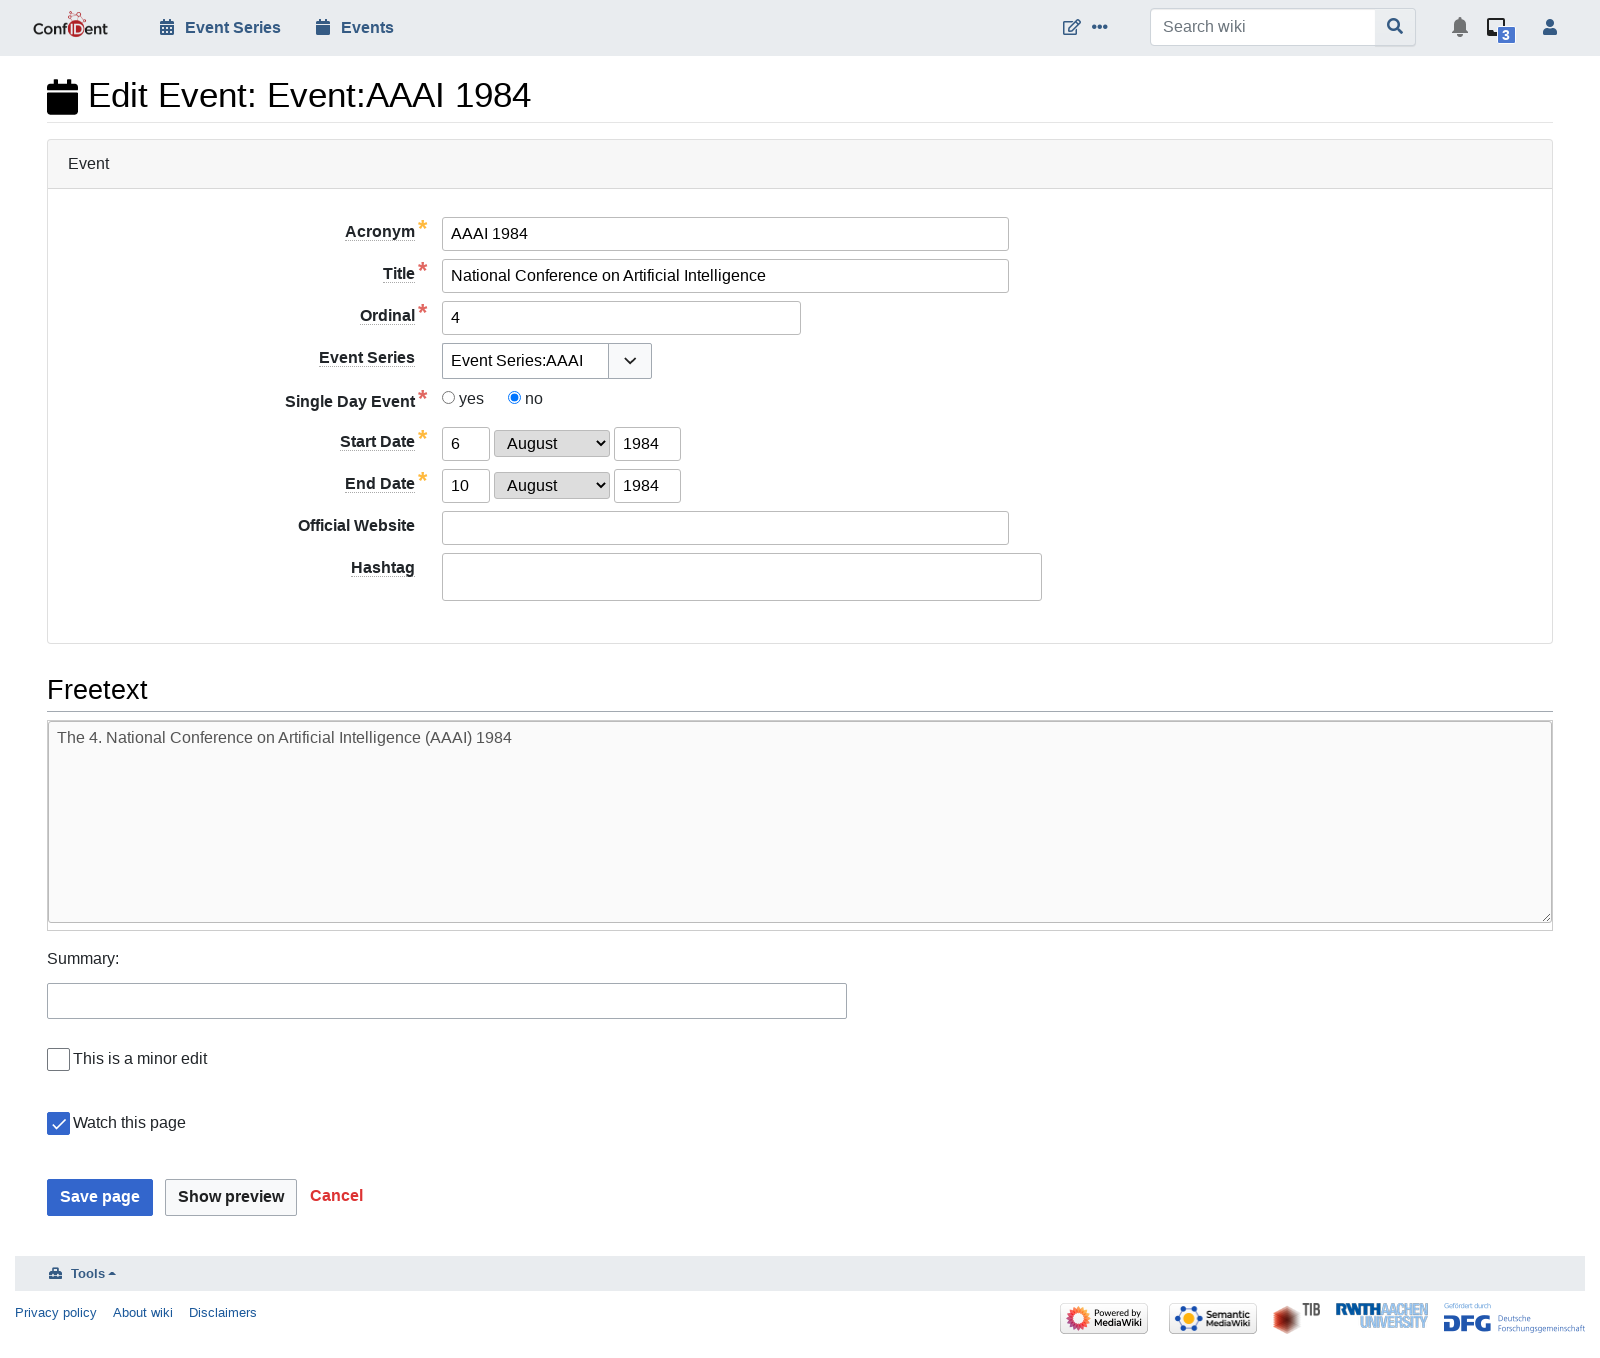 ConfIDent Event Series Events Search wiki 3
Edit Event: Event:AAAI 1984
Event
Acronym * AAAI 1984
Title * National Conference on Artificial Intelligence
Ordinal * 4
Event Series Event Series:AAAI
Single Day Event * yes no
Start Date * 6 August 1984
End Date * 10 August 1984
Official Website
Hashtag
Freetext
The 4. National Conference on Artificial Intelligence (AAAI) 1984
Summary:
This is a minor edit
Watch this page
Save page Show preview Cancel
Tools
Privacy policy About wiki Disclaimers
Powered by
MediaWiki
Semantic
MediaWiki
TIB
RWTHAACHEN
UNIVERSITY
Gefördert durch
DFG Deutsche
Forschungsgemeinschaft